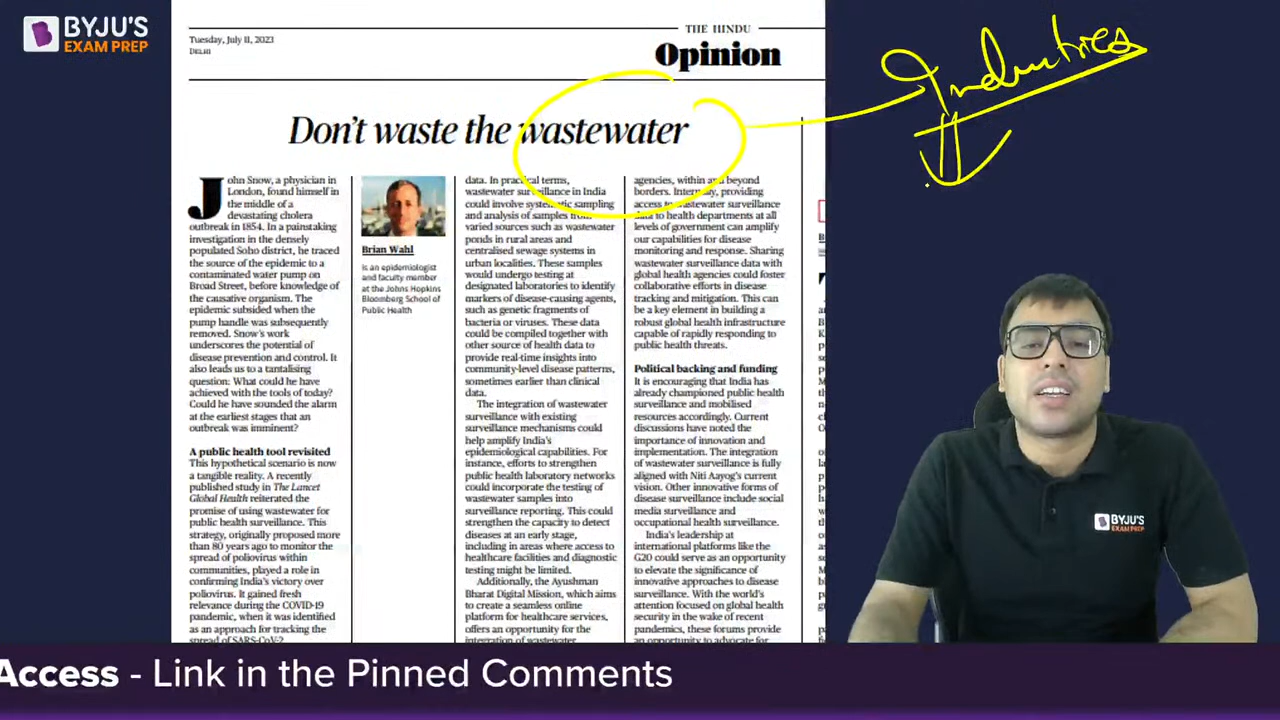 BYJU'S
EXAM PREP
Tuesday, July 11, 2023
DELHI
THE HINDU
Opinion
Industries
Don't waste the wastewater
John Snow, a physician in
London, found himself in
the middle of a
devastating cholera
outbreak in 1854. In a painstaking
investigation in the densely
populated Soho district, he traced
the source of the epidemic to a
contaminated water pump on
Broad Street, before knowledge of
the causative organism. The
epidemic subsided when the
pump handle was subsequently
removed. Snow's work
underscores the potential of
disease prevention and control. It
also leads us to a tantalising
question: What could he have
achieved with the tools of today?
Could he have sounded the alarm
at the earliest stages that an
outbreak was imminent?
A public health tool revisited
This hypothetical scenario is now
a tangible reality. A recently
published study in The Lancet
Global Health reiterated the
promise of using wastewater for
public health surveillance. This
strategy, originally proposed more
than 80 years ago to monitor the
spread of poliovirus within
communities, played a role in
confirming India's victory over
poliovirus. It gained fresh
relevance during the COVID-19
pandemic, when it was identified
as an approach for tracking the
spread of SARS-CoV-2
Brian Wahl
is an epidemiologist
and faculty member
at the Johns Hopkins
Bloomberg School of
Public Health
data. In practical terms,
wastewater surveillance in India
could involve systematic sampling
and analysis of samples from
varied sources such as wastewater
ponds in rural areas and
centralised sewage systems in
urban localities. These samples
would undergo testing at
designated laboratories to identify
markers of disease-causing agents,
such as genetic fragments of
bacteria or viruses. These data
could be compiled together with
other source of health data to
provide real-time insights into
community-level disease patterns,
sometimes earlier than clinical
data.
The integration of wastewater
surveillance with existing
surveillance mechanisms could
help amplify India's
epidemiological capabilities. For
instance, efforts to strengthen
public health laboratory networks
could incorporate the testing of
wastewater samples into
surveillance reporting. This could
strengthen the capacity to detect
diseases at an early stage,
including in areas where access to
healthcare facilities and diagnostic
testing might be limited.
Additionally, the Ayushman
Bharat Digital Mission, which aims
to create a seamless online
platform for healthcare services,
offers an opportunity for the
integration of wastewater
agencies, within and beyond
borders. Internally, providing
access to wastewater surveillance
data to health departments at all
levels of government can amplify
our capabilities for disease
monitoring and response. Sharing
wastewater surveillance data with
global health agencies could foster
collaborative efforts in disease
tracking and mitigation. This can
be a key element in building a
robust global health infrastructure
capable of rapidly responding to
public health threats.
Political backing and funding
It is encouraging that India has
already championed public health
surveillance and mobilised
resources accordingly. Current
discussions have noted the
importance of innovation and
implementation. The integration
of wastewater surveillance is fully
aligned with Niti Aayog's current
vision. Other innovative forms of
disease surveillance include social
media surveillance and
occupational health surveillance.
India's leadership at
international platforms like the
G20 could serve as an opportunity
to elevate the significance of
innovative approaches to disease
surveillance. With the world's
attention focused on global health
security in the wake of recent
pandemics, these forums provide
an opportunity to advocate for
BYJU'S
EXAM PREP
Access - Link in the Pinned Comments